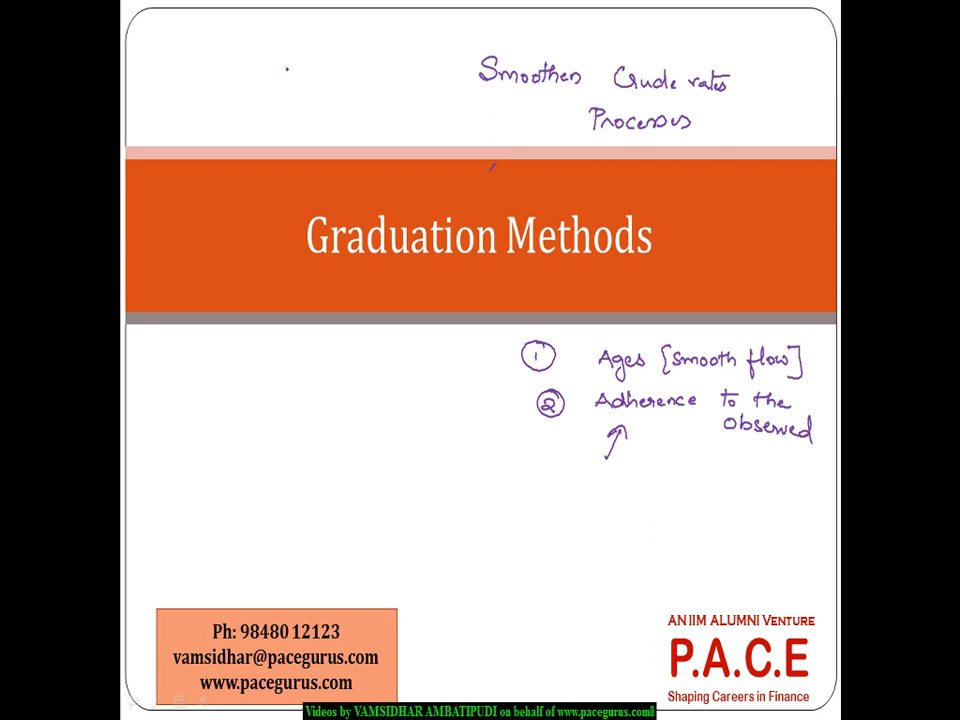 Smoothen Crude rates
Processes
Graduation Methods
1 Ages [Smooth flow]
2 Adherence to the
Observed
Ph: 9848012123
vamsidhar@pacegurus.com
www.pacegurus.com
AN IIM ALUMNI VENTURE
P.A.C.E
Shaping Careers in Finance
Videos by VAMSIDHAR AMBATIPUDI on behalf of www.pacegurus.com